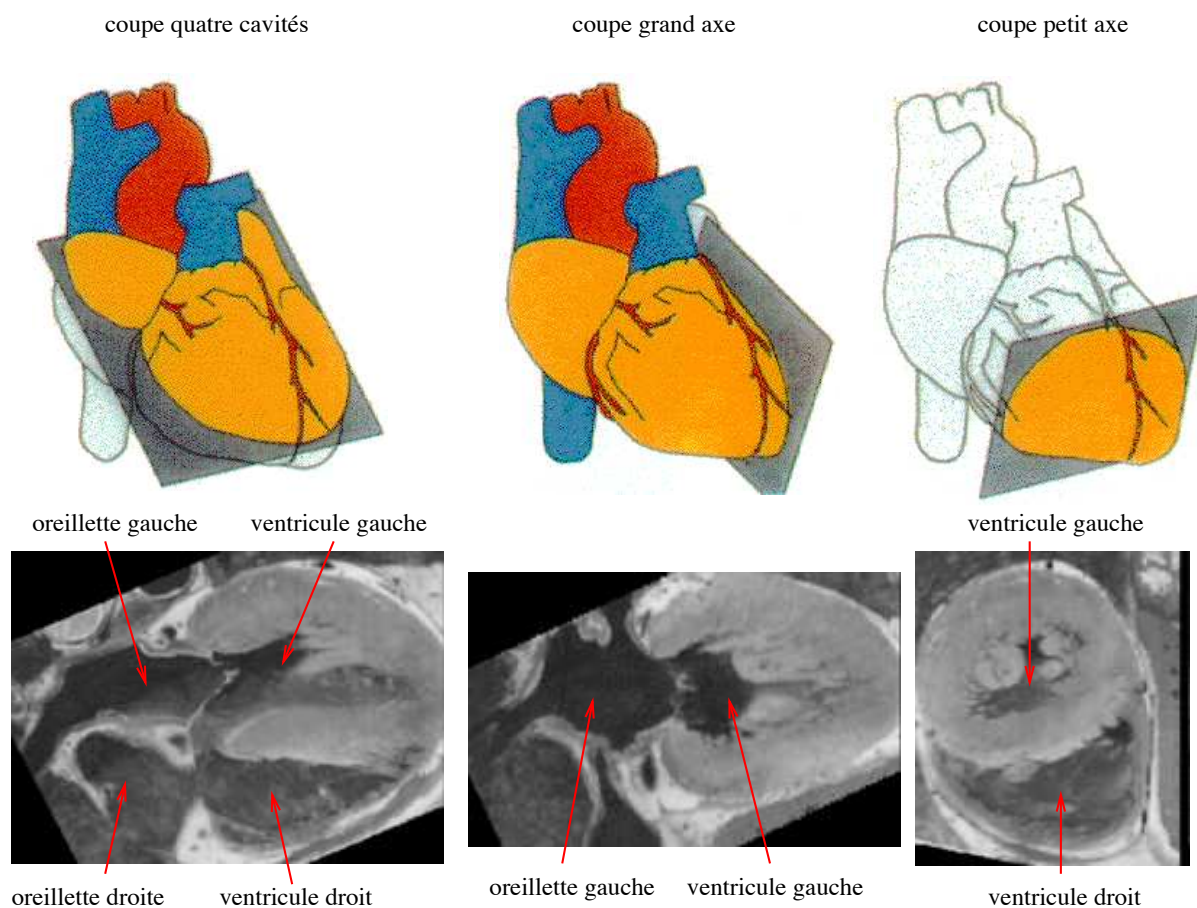 coupe quatre cavités
coupe grand axe
coupe petit axe
oreillette gauche
ventricule gauche
ventricule gauche
oreillette droite
ventricule droit
oreillette gauche
ventricule gauche
ventricule droit